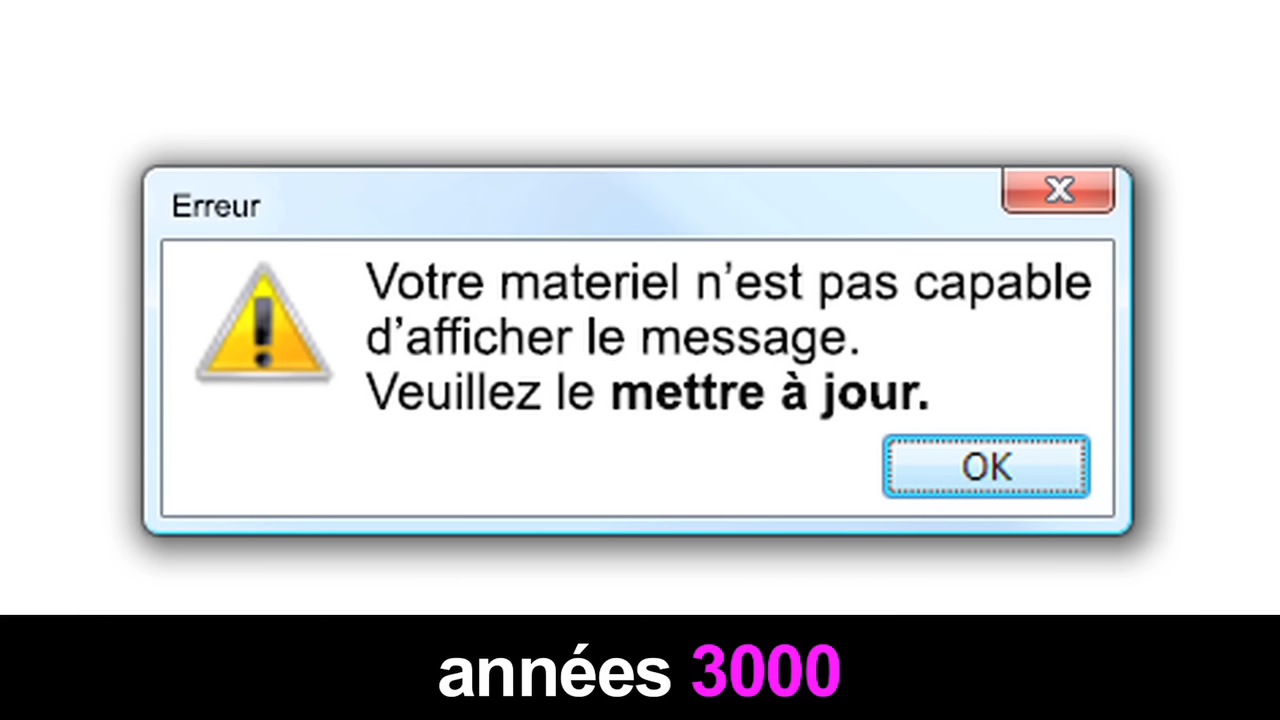 Erreur
Votre materiel n’est pas capable
d’afficher le message.
Veuillez le mettre à jour.
OK
années 3000